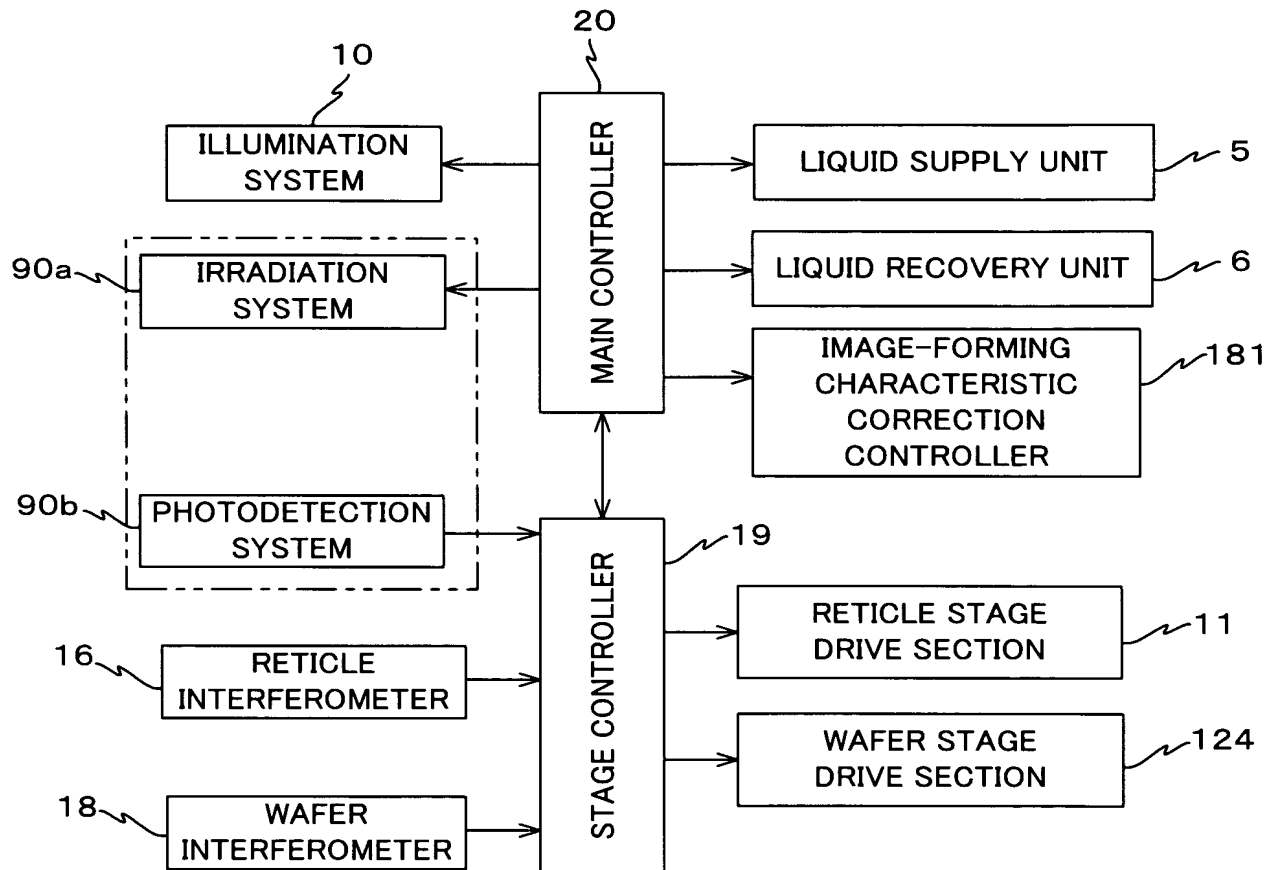 20
10
ILLUMINATION
SYSTEM
MAIN CONTROLLER
LIQUID SUPPLY UNIT
5
90a
IRRADIATION
SYSTEM
LIQUID RECOVERY UNIT
6
IMAGE-FORMING
CHARACTERISTIC
CORRECTION
CONTROLLER
181
90b
PHOTODETECTION
SYSTEM
STAGE CONTROLLER
19
RETICLE STAGE
DRIVE SECTION
11
16
RETICLE
INTERFEROMETER
WAFER STAGE
DRIVE SECTION
124
18
WAFER
INTERFEROMETER